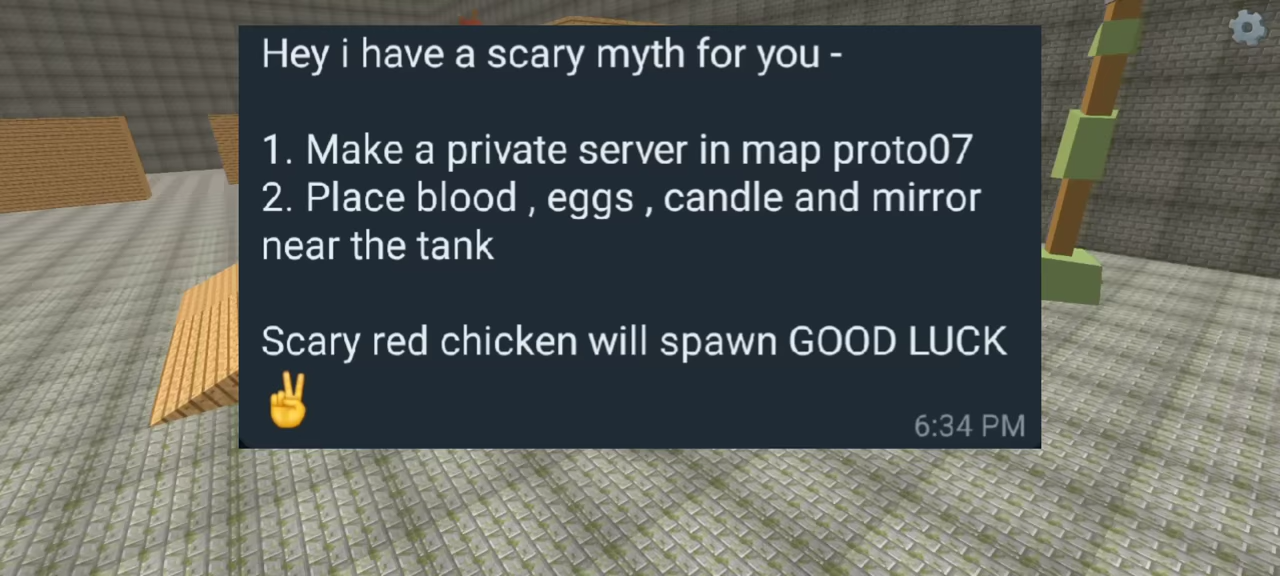 Hey i have a scary myth for you -
1. Make a private server in map proto07
2. Place blood , eggs , candle and mirror
near the tank
Scary red chicken will spawn GOOD LUCK
✌️
6:34 PM